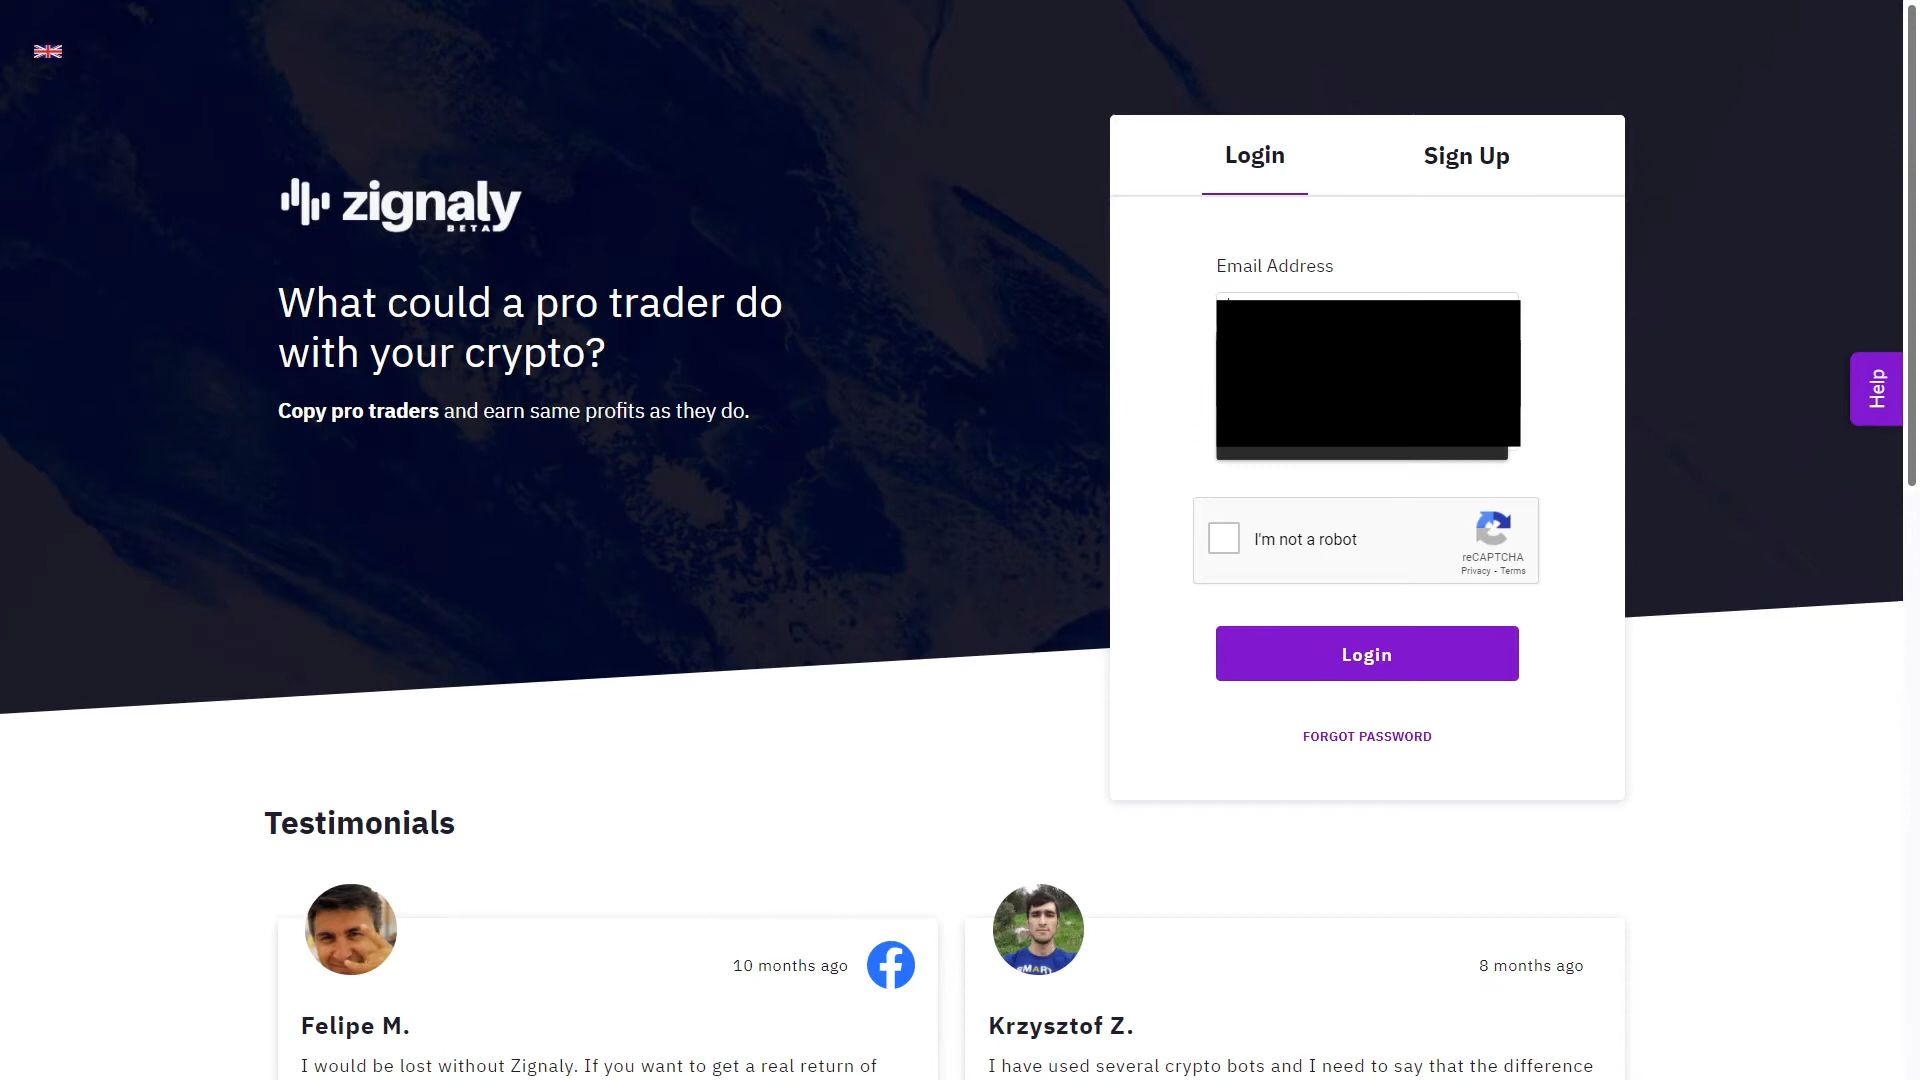 Login
Sign Up
zignaly
BETA
What could a pro trader do
with your crypto?
Copy pro traders and earn same profits as they do.
Email Address
I'm not a robot
reCAPTCHA
Privacy - Terms
Login
FORGOT PASSWORD
Help
Testimonials
10 months ago
Felipe M.
I would be lost without Zignaly. If you want to get a real return of
8 months ago
Krzysztof Z.
I have used several crypto bots and I need to say that the difference